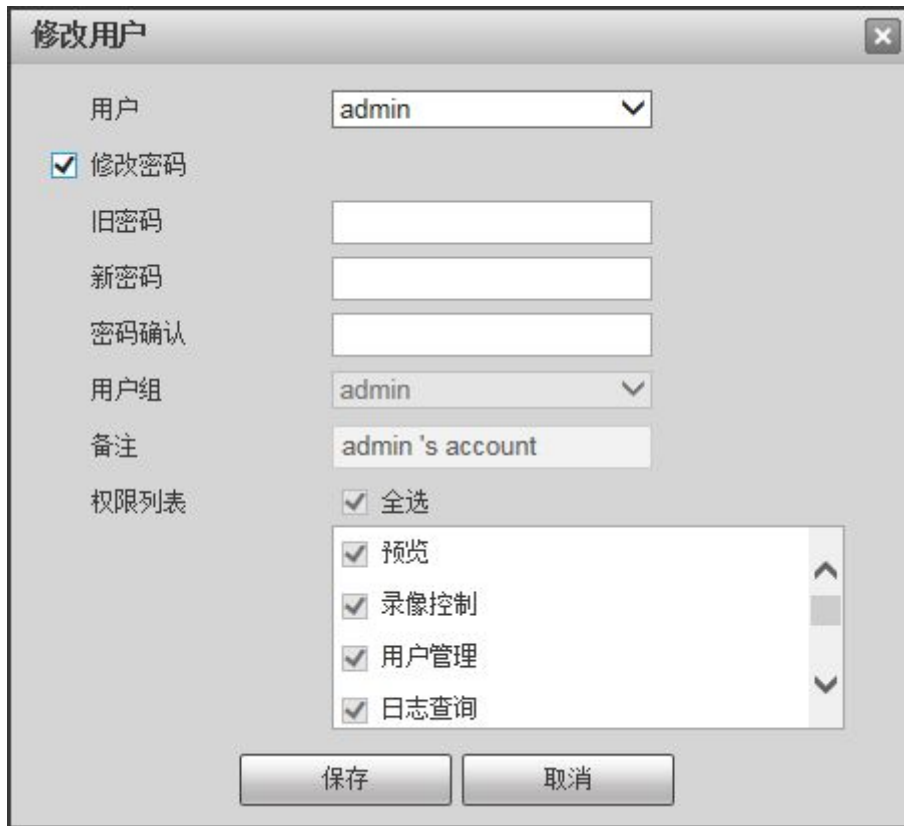 修改用户
用户 admin
修改密码
旧密码
新密码
密码确认
用户组 admin
备注 admin 's account
权限列表 全选
预览
录像控制
用户管理
日志查询
保存 取消